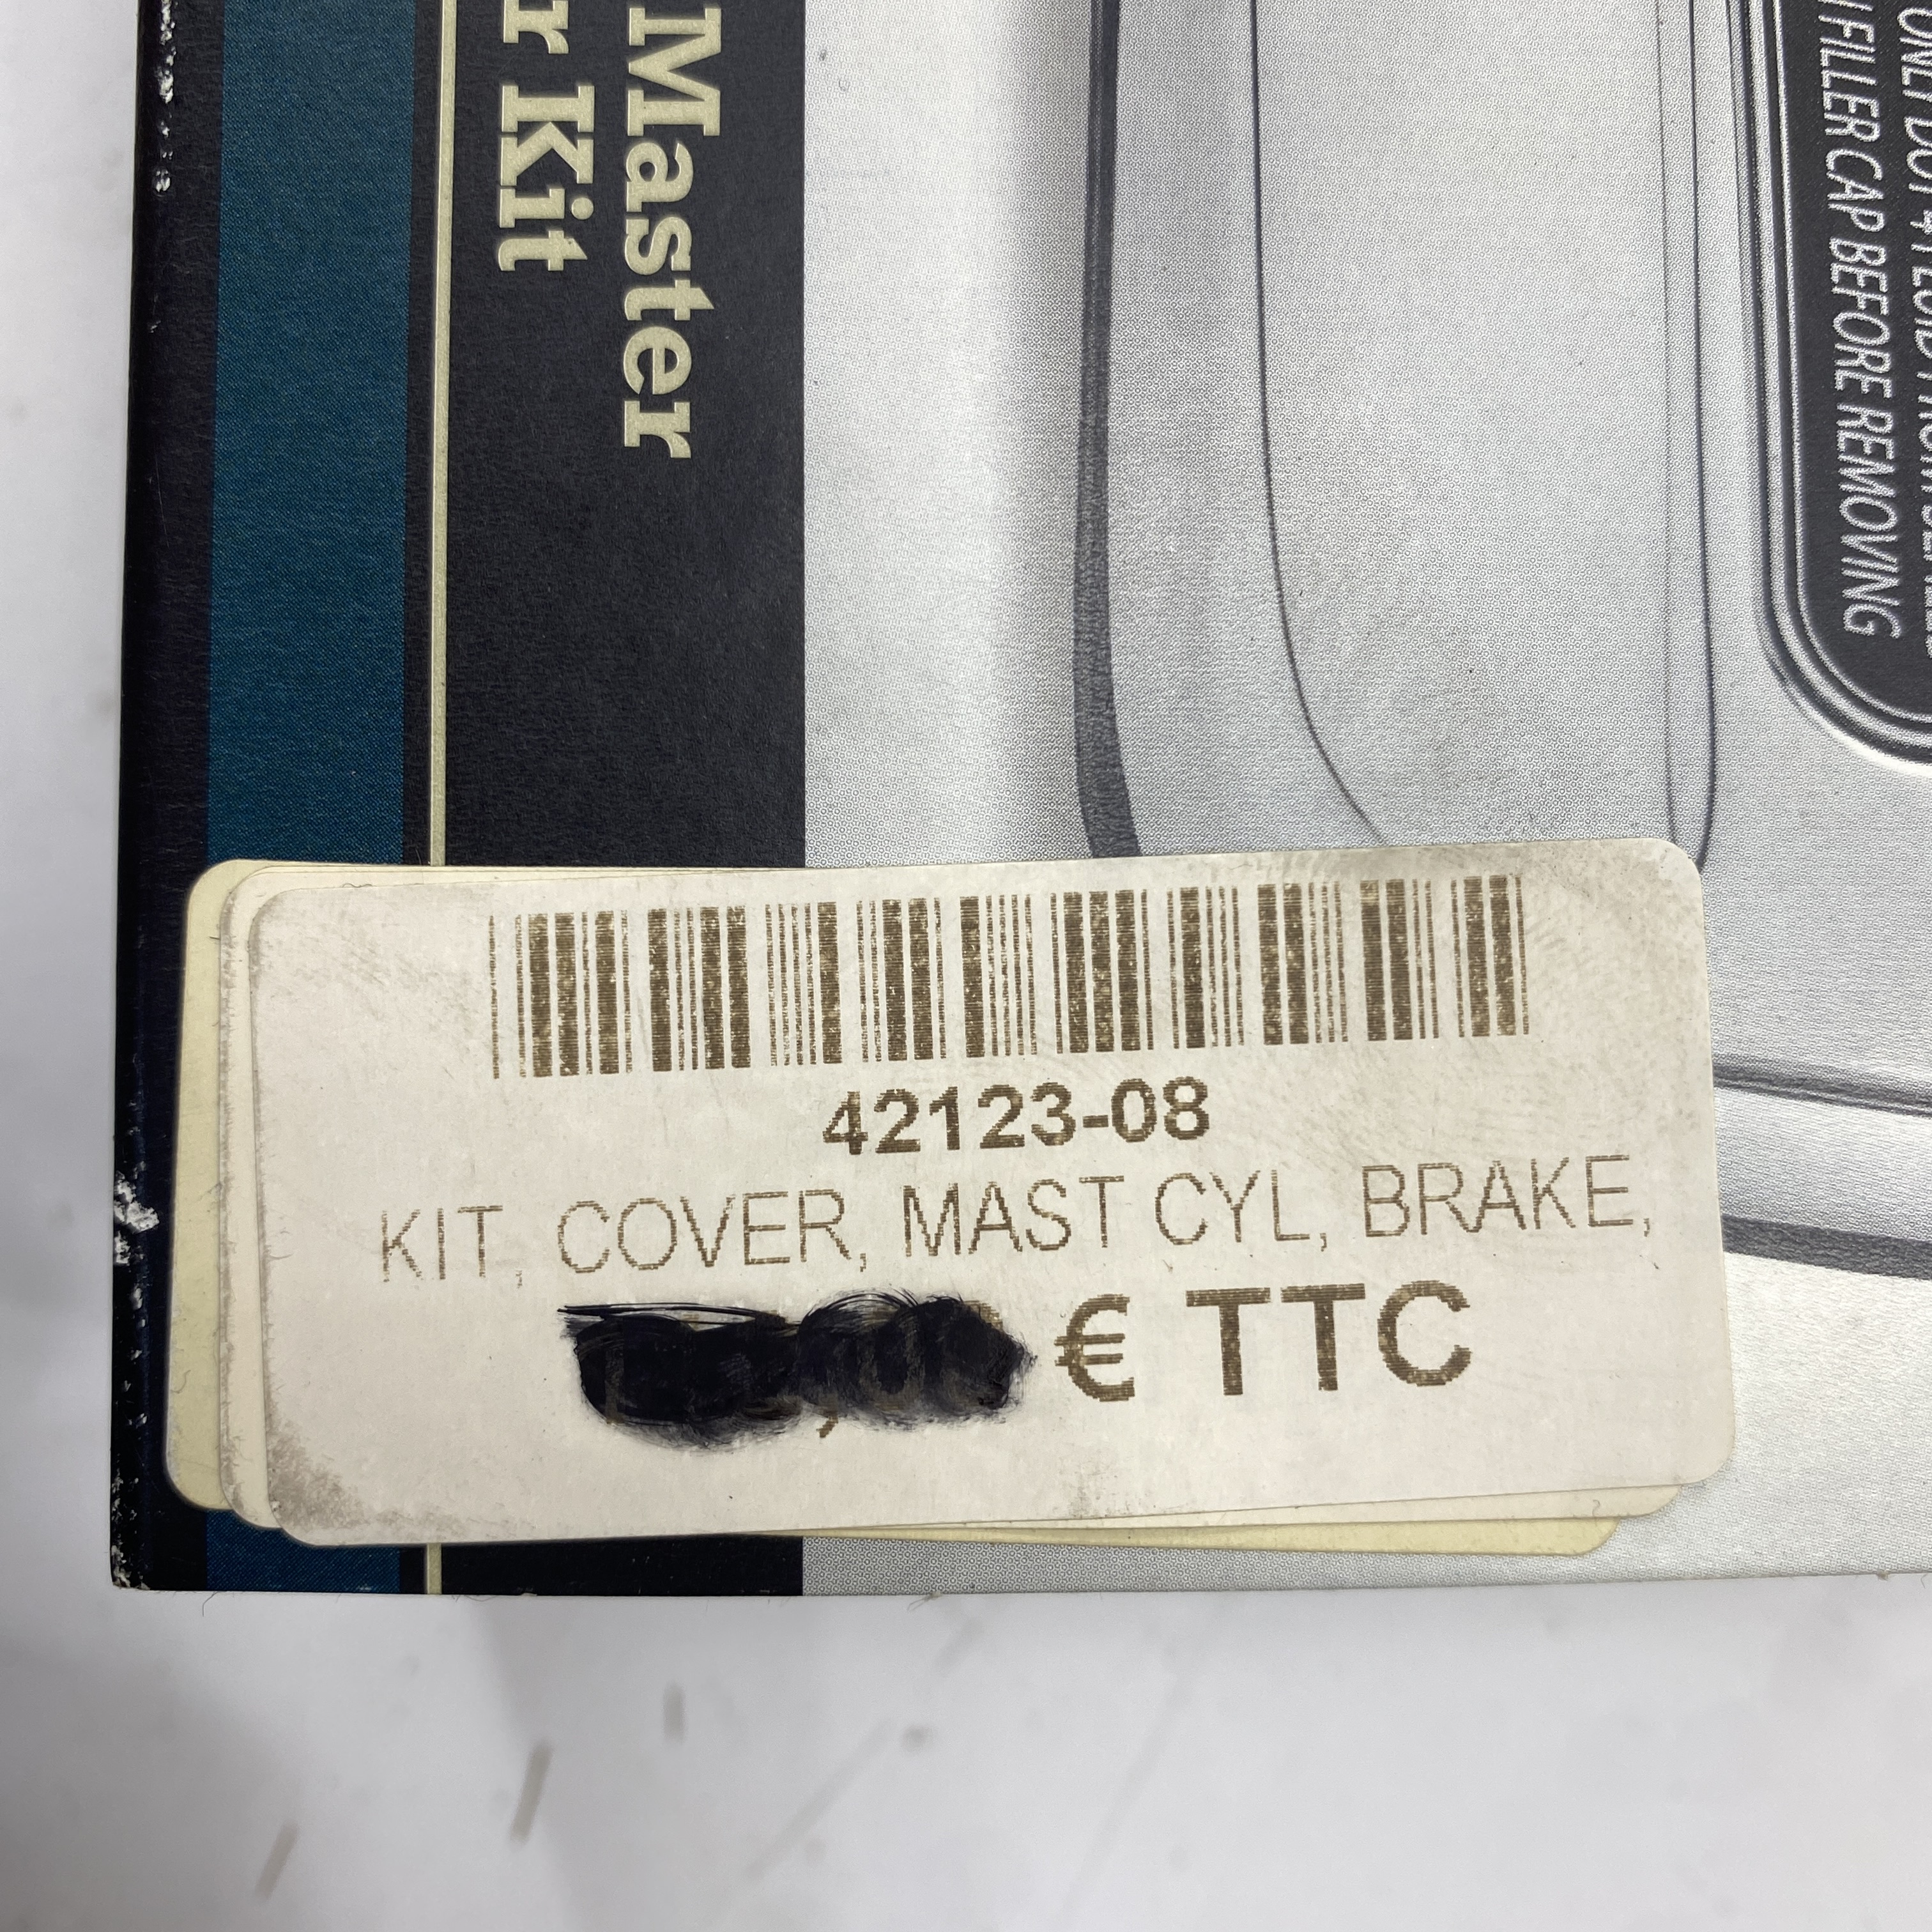 Master
r Kit
FILLER CAP BEFORE REMOVING
42123-08
KIT, COVER, MAST CYL, BRAKE,
€ TTC